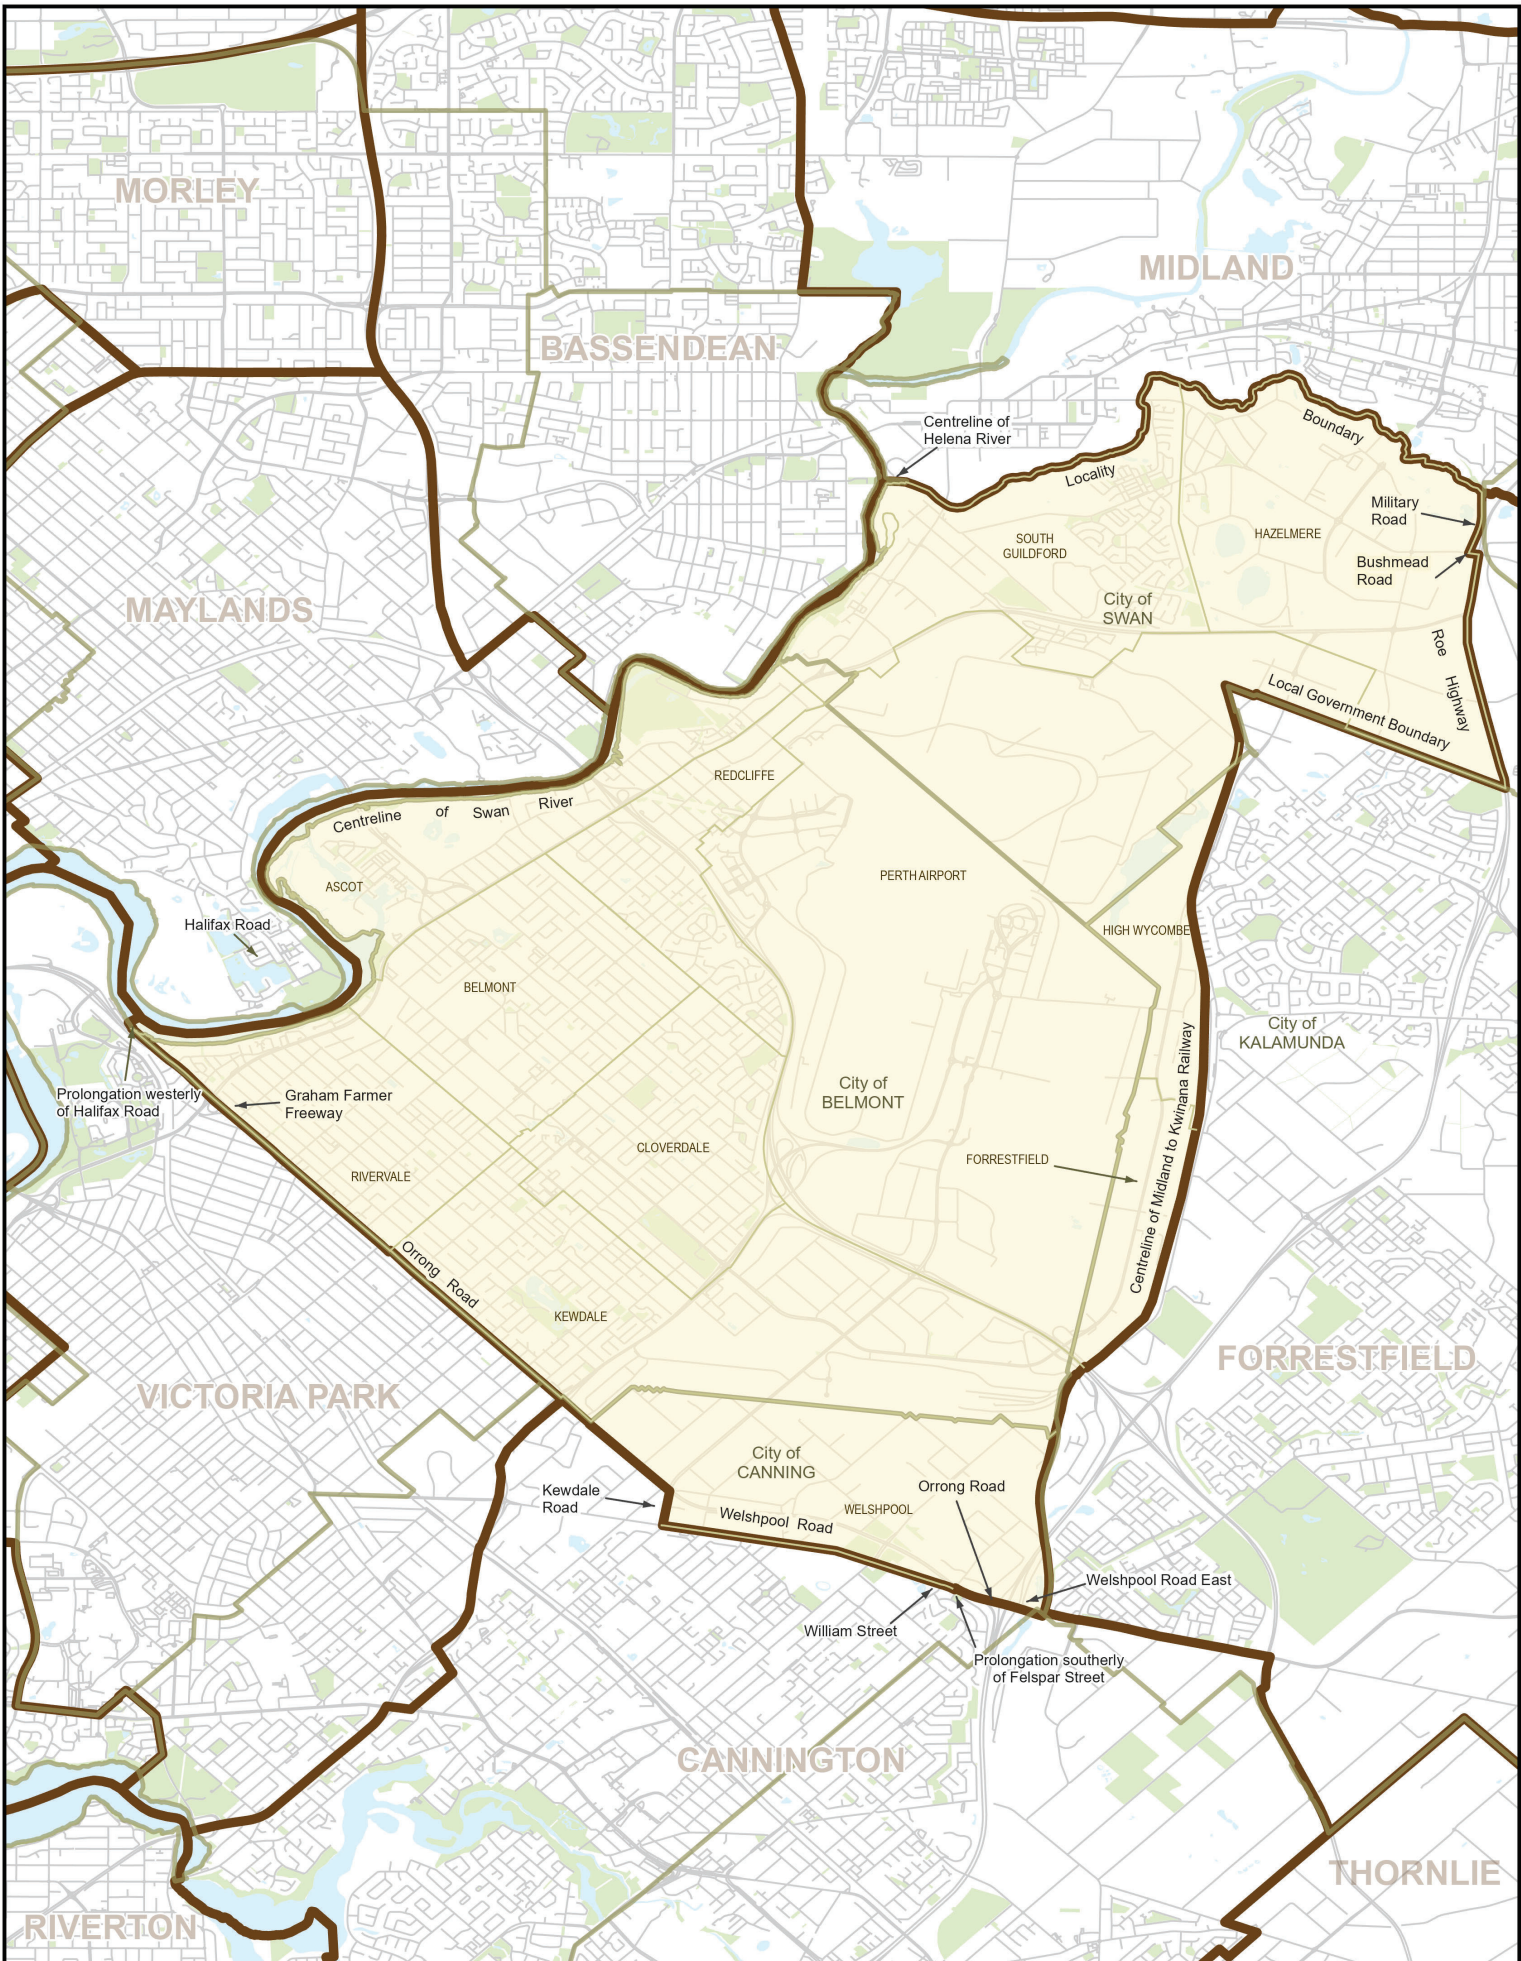 MORLEY
MIDLAND
BASSENDEAN
Centreline of
Helena River
Boundary
Locality
Military
Road
SOUTH
GUILDFORD
HAZELMERE
Bushmead
Road
City of
SWAN
MAYLANDS
Roe Highway
Local Government Boundary
REDCLIFFE
Centreline of Swan River
PERTH AIRPORT
ASCOT
Halifax Road
HIGH WYCOMBE
BELMONT
City of
KALAMUNDA
Prolongation westerly
of Halifax Road
Graham Farmer
Freeway
City of
BELMONT
Centreline of Midland to Kwinana Railway
CLOVERDALE
FORRESTFIELD
RIVERVALE
Orrong Road
KEWDALE
FORRESTFIELD
VICTORIA PARK
City of
CANNING
Kewdale
Road
Orrong Road
Welshpool Road
WELSHPOOL
Welshpool Road East
William Street
Prolongation southerly
of Felspar Street
CANNINGTON
THORNLIE
RIVERTON